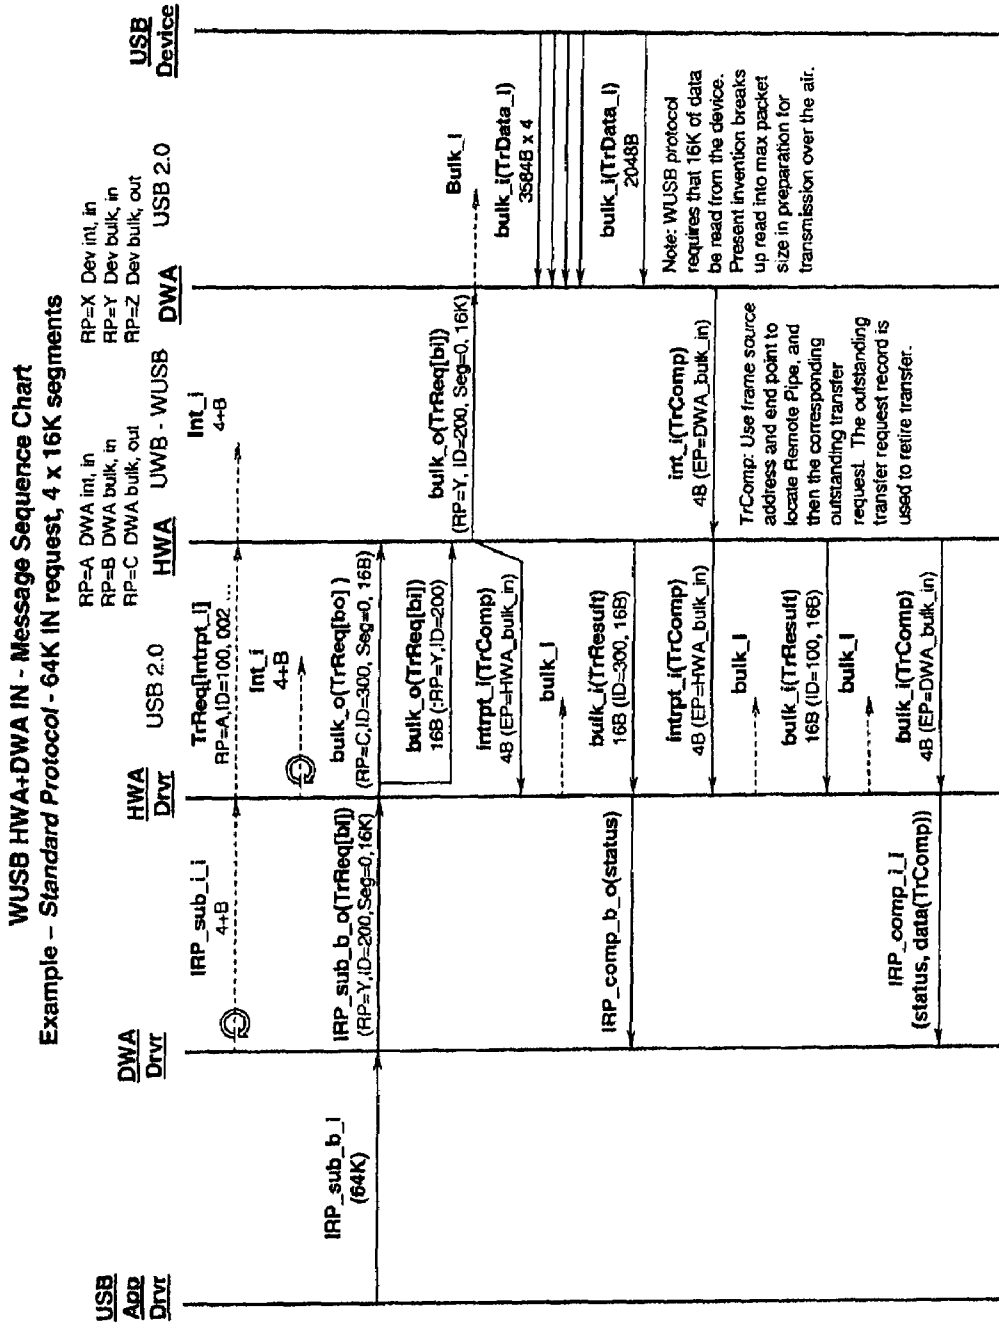 WUSB HWA+DWA IN - Message Sequence Chart
Example – Standard Protocol - 64K IN request, 4 x 16K segments
RP=A DWA int, in
RP=B DWA bulk, in
RP=C DWA bulk, out
RP=X Dev int, in
RP=Y Dev bulk, in
RP=Z Dev bulk, out
USB
App
Drvr
DWA
Drvr
HWA
Drvr
USB 2.0
HWA
UWB - WUSB
DWA
USB 2.0
USB
Device
IRP_sub_i_i
4+B
TrReq[Intrpt_i]
RP=A,ID=100, 002
Int_i
4+B
Int_i
4+B
IRP_sub_b_i
(64K)
IRP_sub_b_o(TrReq[bi])
(RP=Y,ID=200,Seg=0,16K)
bulk_o(TrReq[bo] )
(RP=C,ID=300, Seg=0, 16B)
bulk_o(TrReq[bi])
16B (:RP=Y,ID=200)
bulk_o(TrReq[bi])
(RP=Y, ID=200, Seg=0, 16K)
Bulk_i
intrpt_i(TrComp)
4B (EP=HWA_bulk_in)
bulk_i(TrData_i)
3584B x 4
bulk_i
bulk_i(TrData_i)
2048B
IRP_comp_b_o(status)
bulk_i(TrResult)
16B (ID=300, 16B)
Note: WUSB protocol
requires that 16K of data
be read from the device.
Present invention breaks
up read into max packet
size in preparation for
transmission over the air.
intrpt_i(TrComp)
4B (EP=HWA_bulk_in)
int_i(TrComp)
4B (EP=DWA_bulk_in)
bulk_i
TrComp: Use frame source
address and end point to
locate Remote Pipe, and
then the corresponding
outstanding transfer
request. The outstanding
transfer request record is
used to retire transfer.
bulk_i(TrResult)
16B (ID=100, 16B)
bulk_i
IRP_comp_i_i
(status, data(TrComp))
bulk_i(TrComp)
4B (EP=DWA_bulk_in)